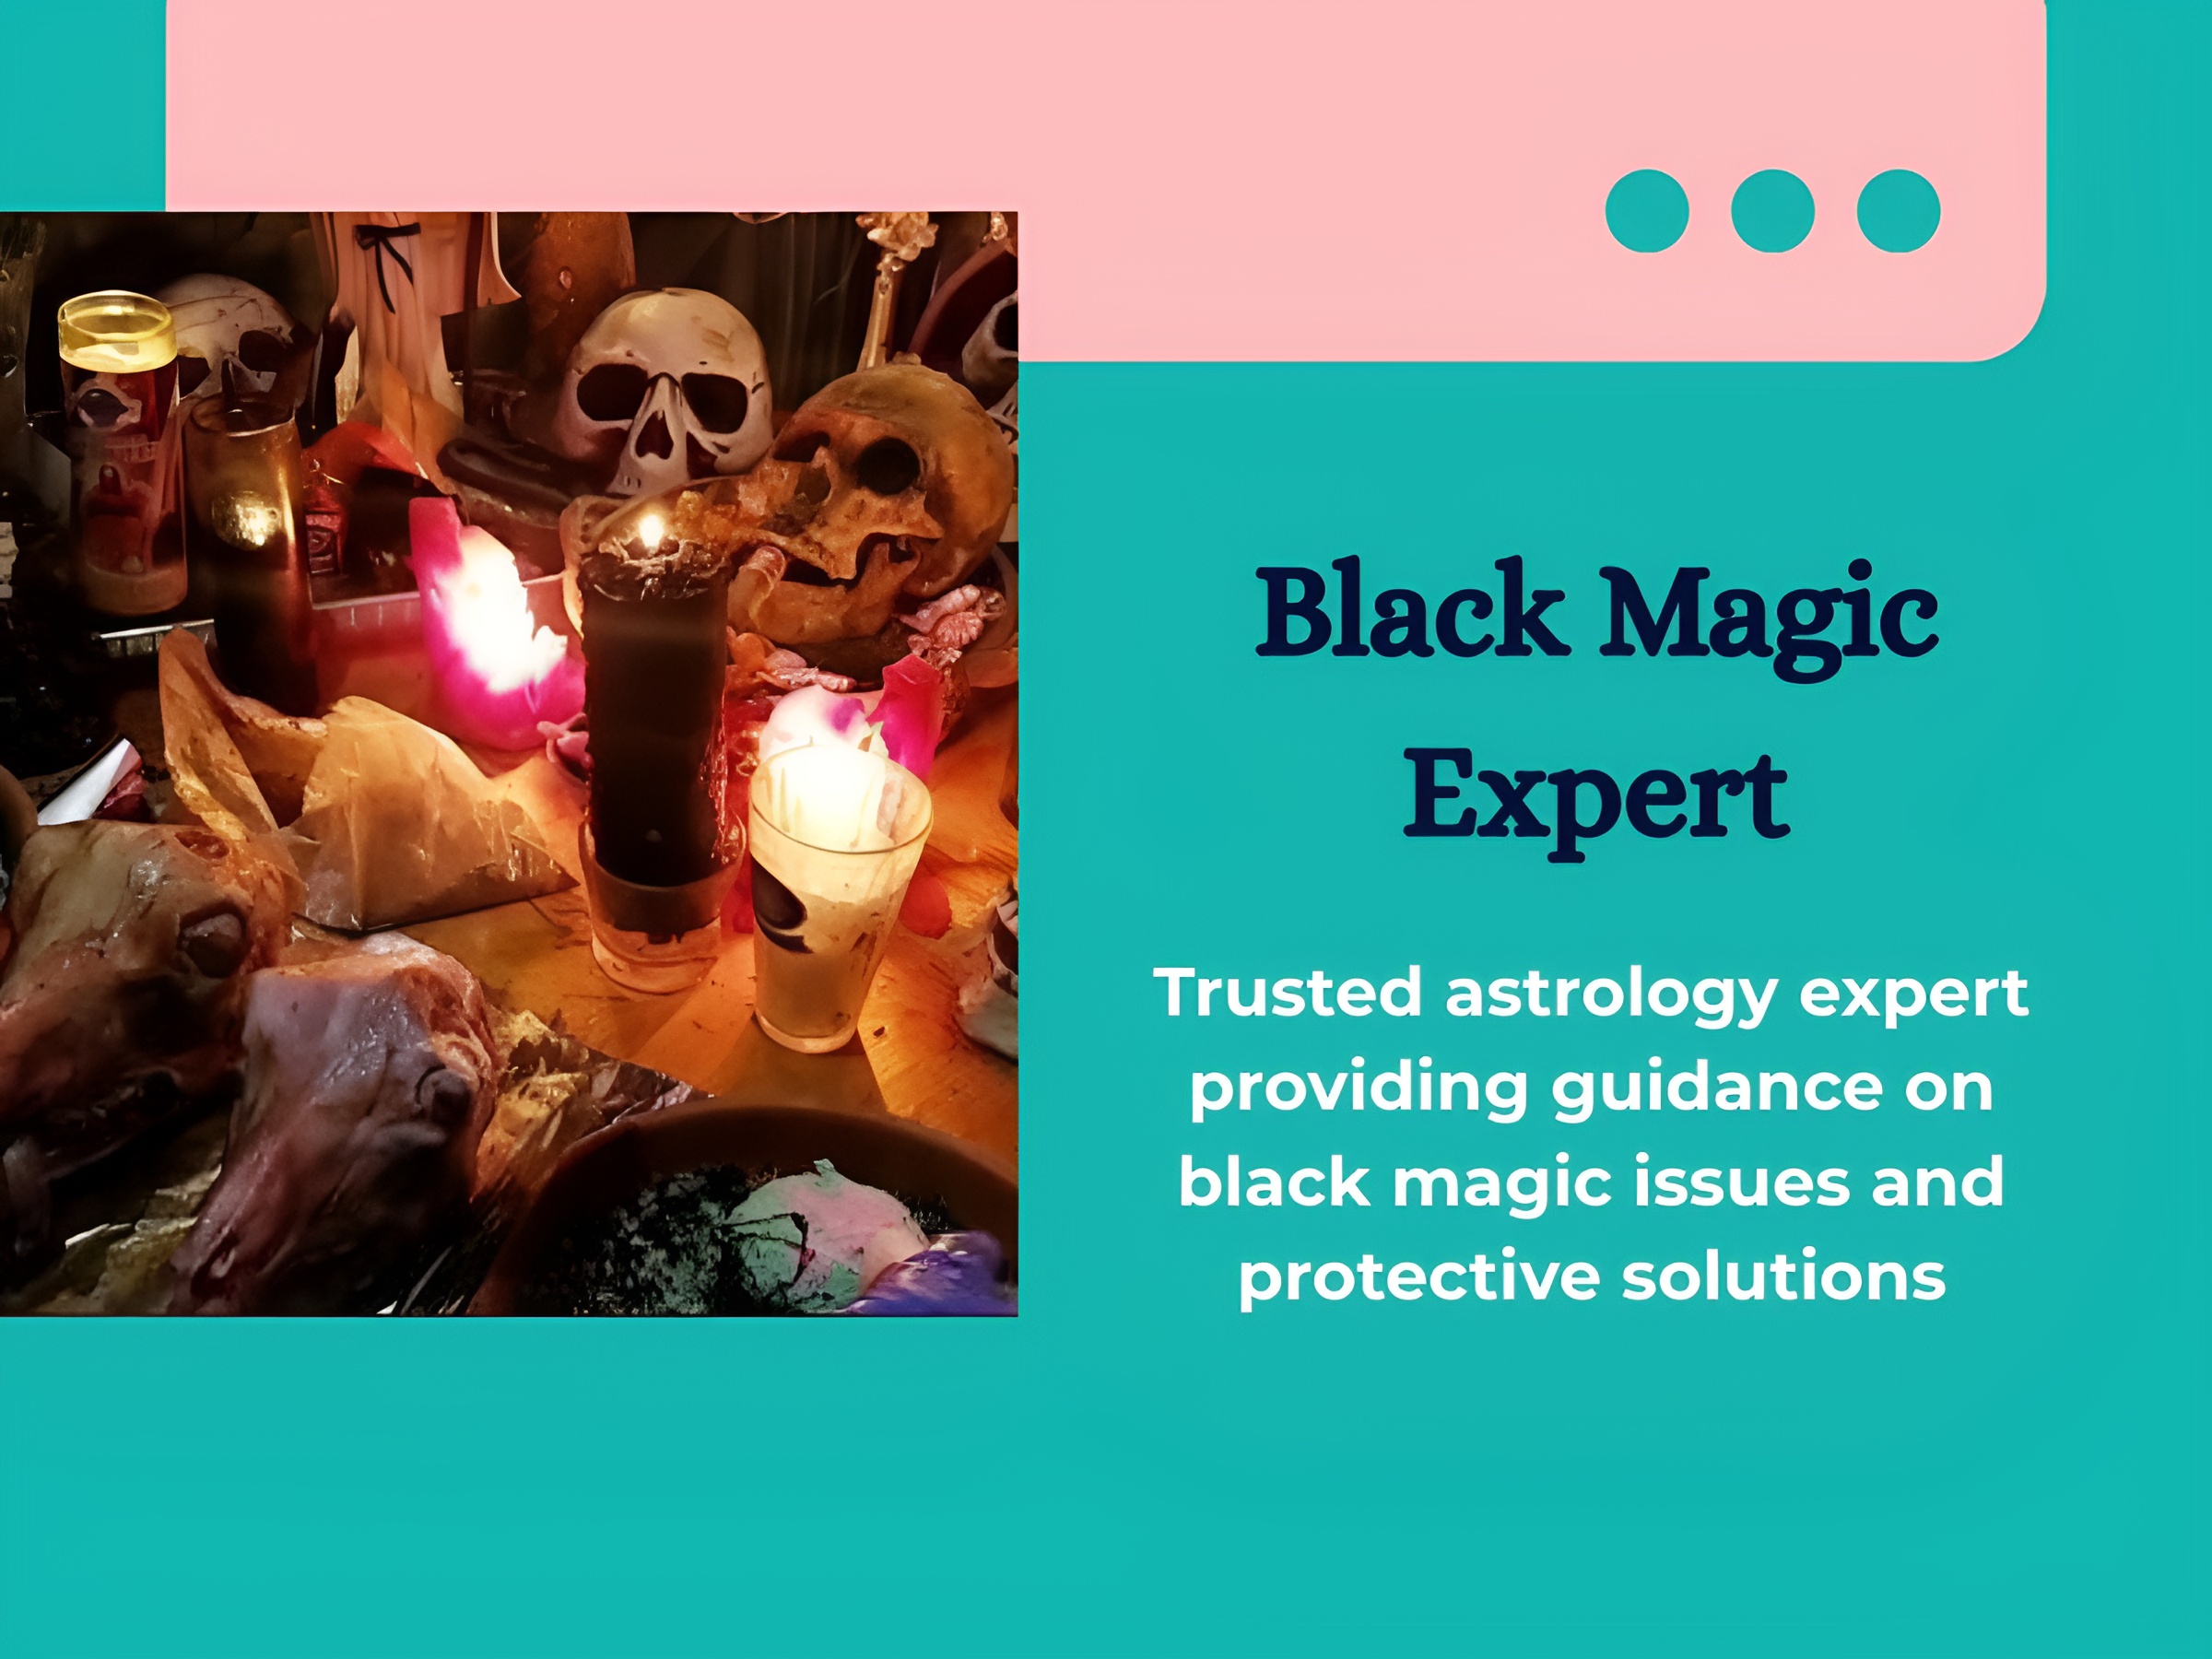 Black Magic
Expert
Trusted astrology expert
providing guidance on
black magic issues and
protective solutions